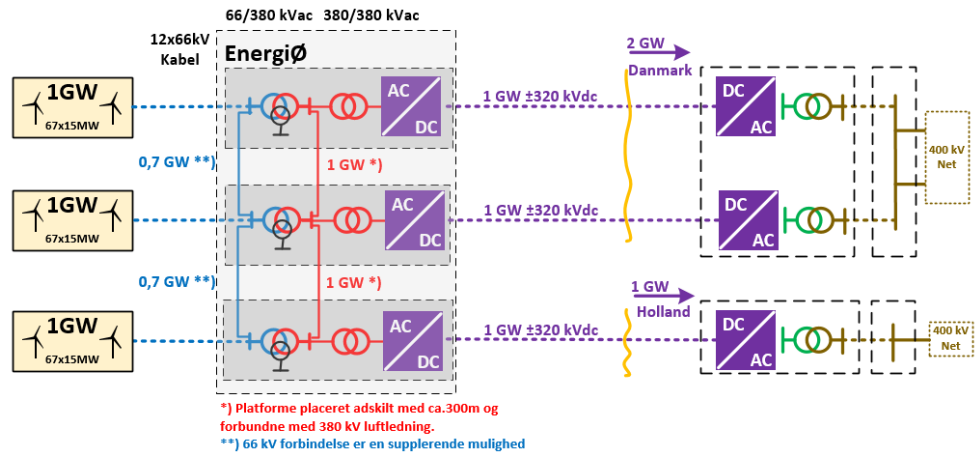 66/380 kVac 380/380 kVac
12x66kV
Kabel
EnergiØ
1GW
67x15MW
AC
DC
1 GW ±320 kVdc
2 GW
Danmark
DC
AC
400 kV
Net
0,7 GW **)
1 GW *)
1GW
67x15MW
AC
DC
1 GW ±320 kVdc
DC
AC
0,7 GW **)
1 GW *)
1 GW
Holland
1GW
67x15MW
AC
DC
1 GW ±320 kVdc
DC
AC
400 kV
Net
*) Platforme placeret adskilt med ca.300m og
forbundne med 380 kV luftledning.
**) 66 kV forbindelse er en supplerende mulighed